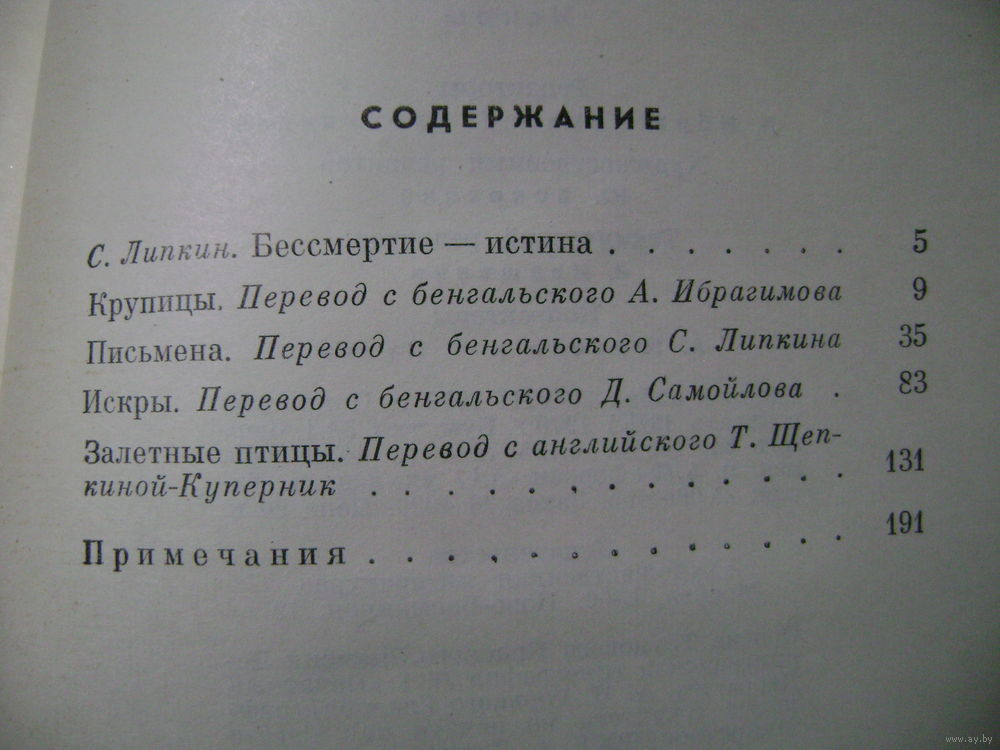 СОДЕРЖАНИЕ
С. Липкин. Бессмертие — истина . . . . . . . 5
Крупицы. Перевод с бенгальского А. Ибрагимова 9
Письмена. Перевод с бенгальского С. Липкина 35
Искры. Перевод с бенгальского Д. Самойлова . 83
Залетные птицы. Перевод с английского Т. Щеп-
киной-Куперник . . . . . . . . . . . . . 131
Примечания . . . . . . . . . . . . . 191
www.ay.by